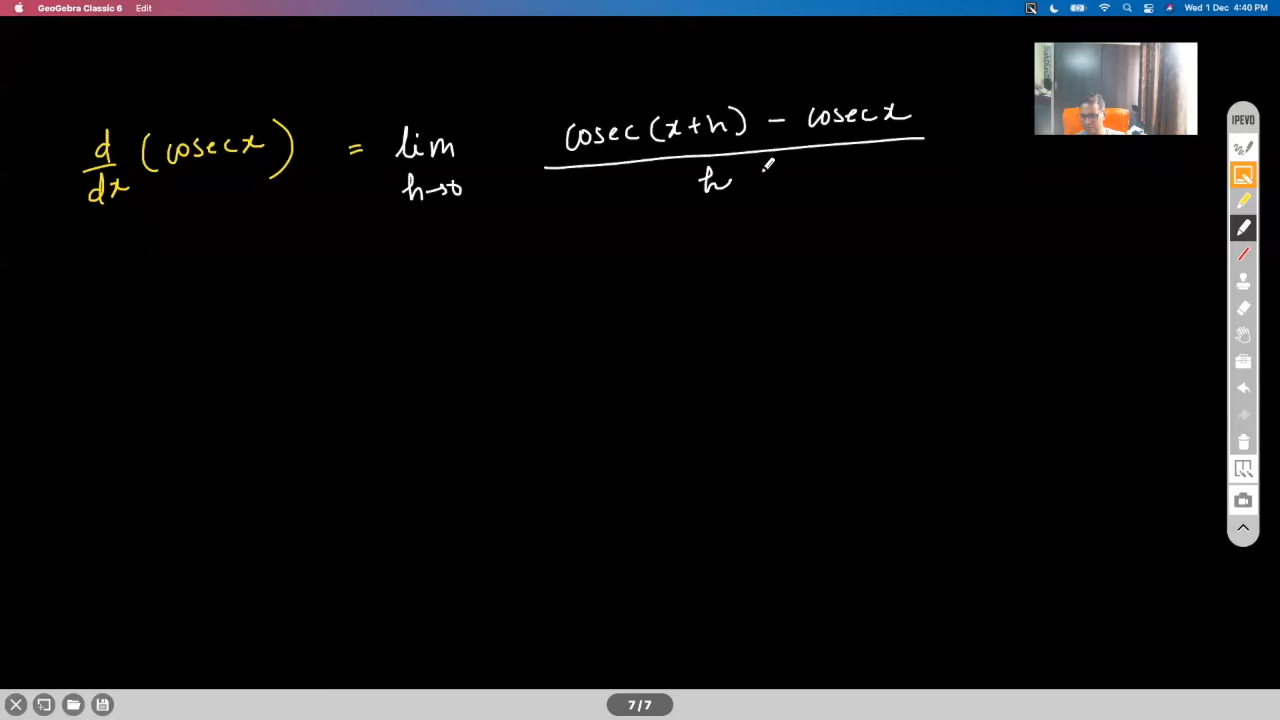 GeoGebra Classic 6 Edit Wed 1 Dec 4:40 PM
d/dx (cosec x) = lim h→0 cosec (x+h) - cosec x / h
IPEVO
7/7